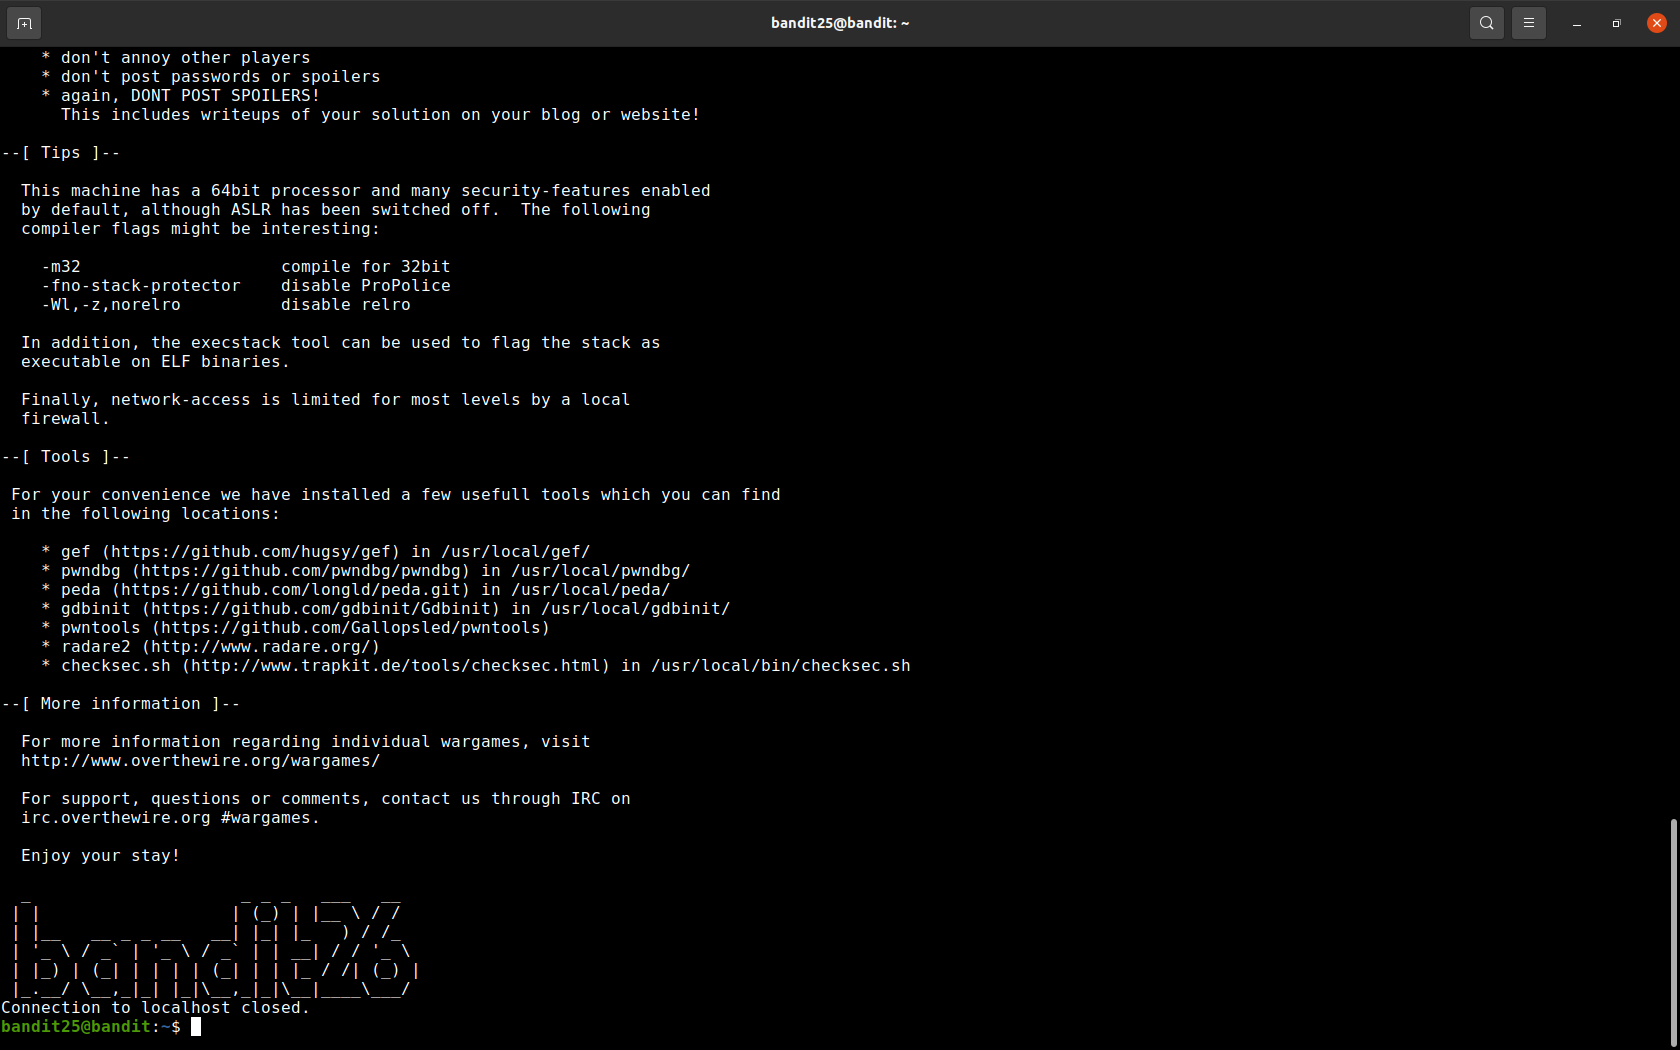 bandit25@bandit: ~
    * don't annoy other players
    * don't post passwords or spoilers
    * again, DONT POST SPOILERS!
      This includes writeups of your solution on your blog or website!
--[ Tips ]--
  This machine has a 64bit processor and many security-features enabled
  by default, although ASLR has been switched off.  The following
  compiler flags might be interesting:
    -m32                    compile for 32bit
    -fno-stack-protector    disable ProPolice
    -Wl,-z,norelro          disable relro
  In addition, the execstack tool can be used to flag the stack as
  executable on ELF binaries.
  Finally, network-access is limited for most levels by a local
  firewall.
--[ Tools ]--
 For your convenience we have installed a few usefull tools which you can find
 in the following locations:
    * gef (https://github.com/hugsy/gef) in /usr/local/gef/
    * pwndbg (https://github.com/pwndbg/pwndbg) in /usr/local/pwndbg/
    * peda (https://github.com/longld/peda.git) in /usr/local/peda/
    * gdbinit (https://github.com/gdbinit/Gdbinit) in /usr/local/gdbinit/
    * pwntools (https://github.com/Gallopsled/pwntools)
    * radare2 (http://www.radare.org/)
    * checksec.sh (http://www.trapkit.de/tools/checksec.html) in /usr/local/bin/checksec.sh
--[ More information ]--
  For more information regarding individual wargames, visit
  http://www.overthewire.org/wargames/
  For support, questions or comments, contact us through IRC on
  irc.overthewire.org #wargames.
  Enjoy your stay!
bandit26
Connection to localhost closed.
bandit25@bandit:~$